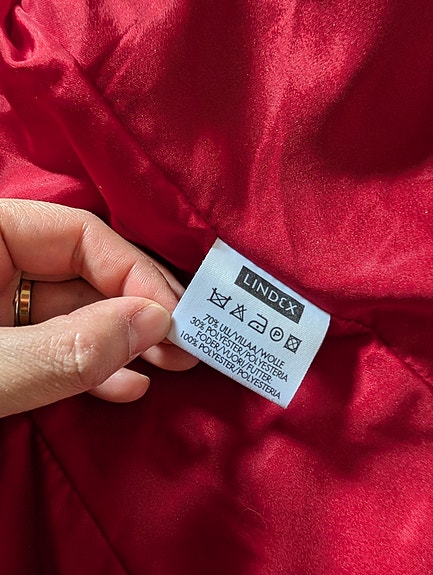 LINDEX
P
70% ULL/VILLAA/WOLLE
30% POLYESTER/POLYESTERIA
FODER/VUORI/FUTTER:
100% POLYESTER/POLYESTERIA